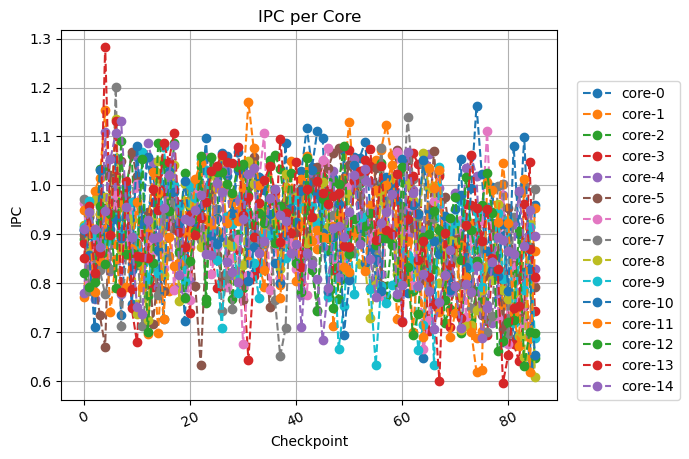 IPC per Core
1.3
1.2
1.1
1.0
0.9
0.8
0.7
0.6
IPC
0
20
40
60
80
Checkpoint
core-0
core-1
core-2
core-3
core-4
core-5
core-6
core-7
core-8
core-9
core-10
core-11
core-12
core-13
core-14